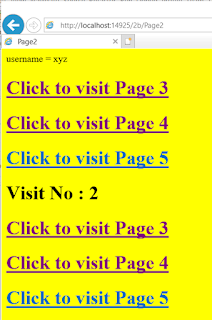 http://localhost:14925/2b/Page2
Page2
username = xyz
Click to visit Page 3
Click to visit Page 4
Click to visit Page 5
Visit No : 2
Click to visit Page 3
Click to visit Page 4
Click to visit Page 5